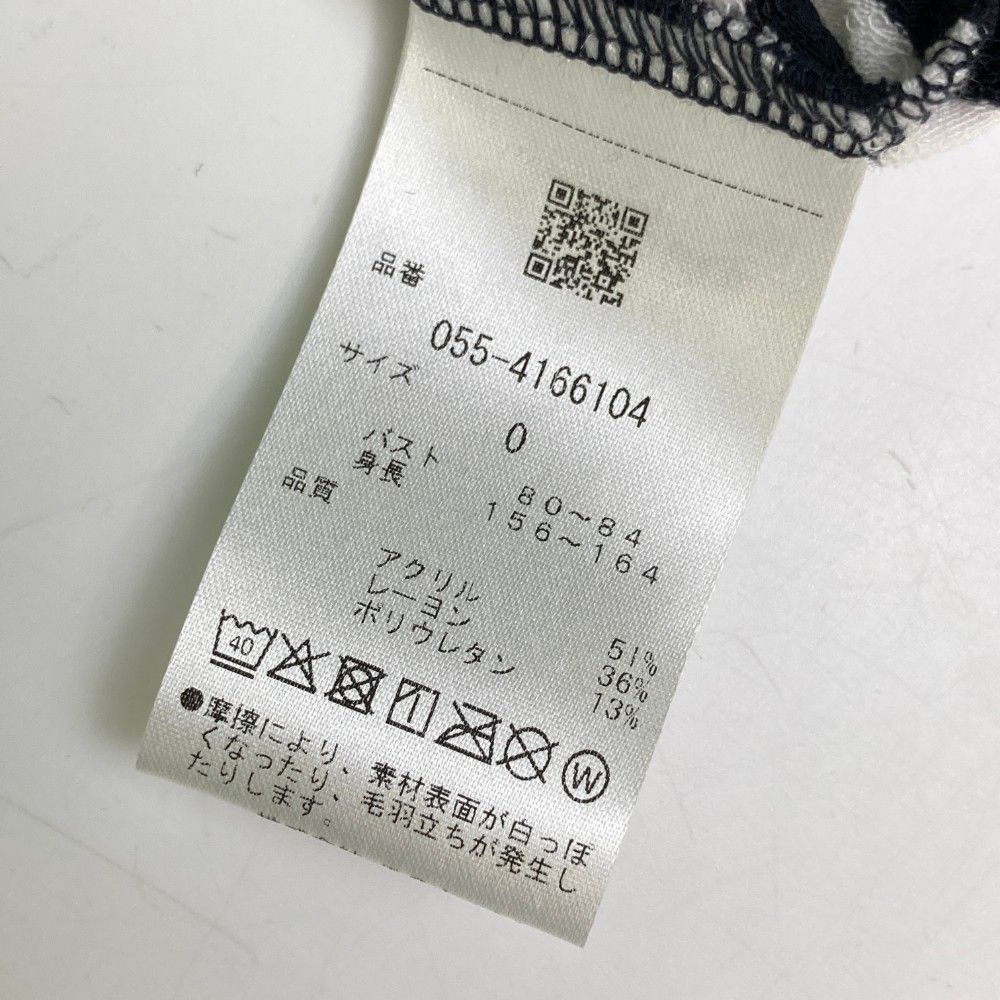 品番
055-4166104
サイズ
0
バスト 80~84
身長 156~164
品質
アクリル 51%
レーヨン 36%
ポリウレタン 13%
40
W
●摩擦により、素材表面が白っぽ
くなったり、毛羽立ちが発生し
たりします。